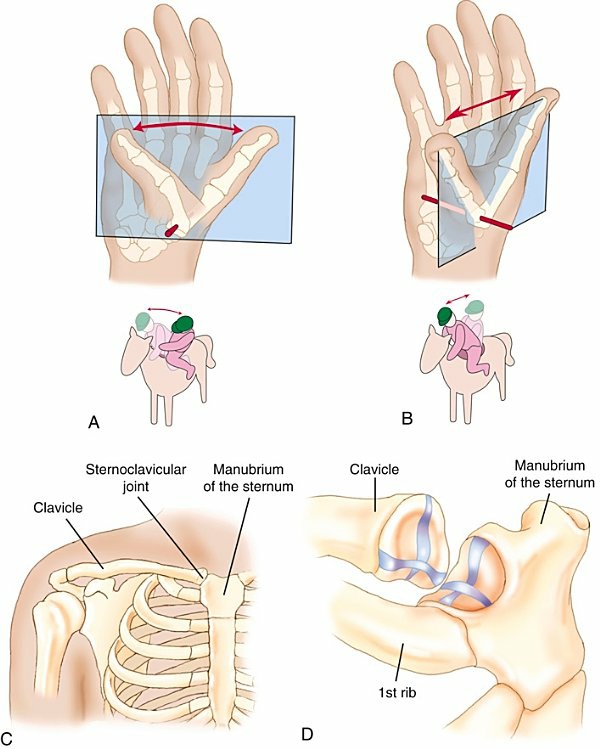 A
B
Sternoclavicular
joint
Manubrium
of the sternum
Clavicle
C
Clavicle
Manubrium
of the sternum
1st rib
D